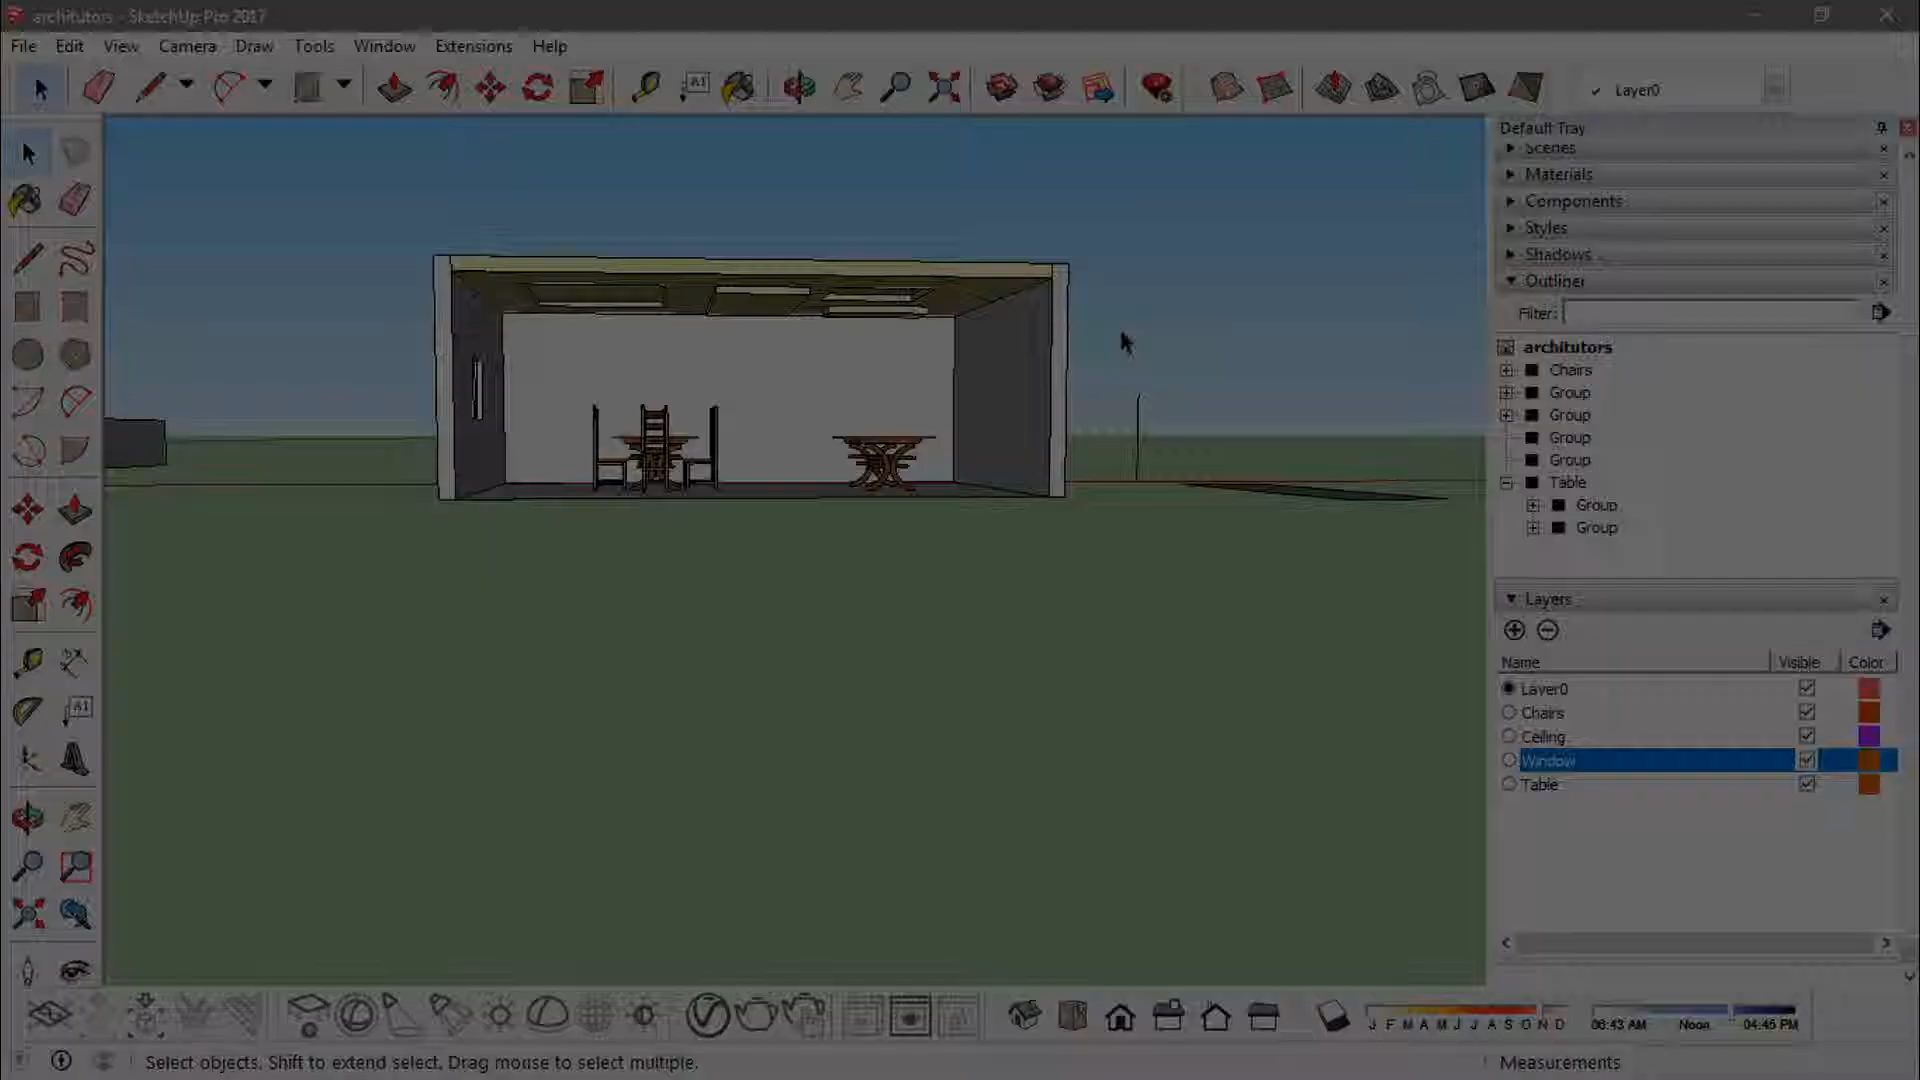 architutors - SketchUp Pro 2017
File Edit View Camera Draw Tools Window Extensions Help
A1
Layer0
Default Tray
Scenes
Materials
Components
Styles
Shadows
Outliner
Filter:
architutors
Chairs
Group
Group
Group
Group
Table
Group
Group
Layers
Name Visible Color
Layer0
Chairs
Ceiling
Window
Table
A1
J F M A M J J A S O N D
06:43 AM Noon 04:45 PM
Select objects. Shift to extend select. Drag mouse to select multiple.
Measurements